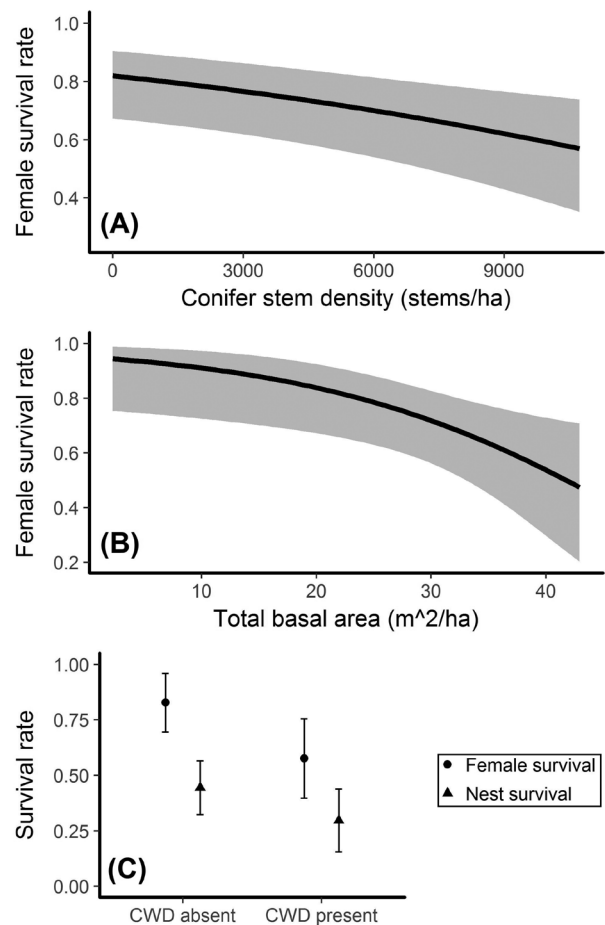 Female survival rate
1.0
0.8
0.6
0.4
(A)
0
3000
6000
9000
Conifer stem density (stems/ha)
Female survival rate
1.0
0.8
0.6
0.4
0.2
(B)
10
20
30
40
Total basal area (m^2/ha)
Survival rate
1.00
0.75
0.50
0.25
0.00
(C)
CWD absent
CWD present
Female survival
Nest survival